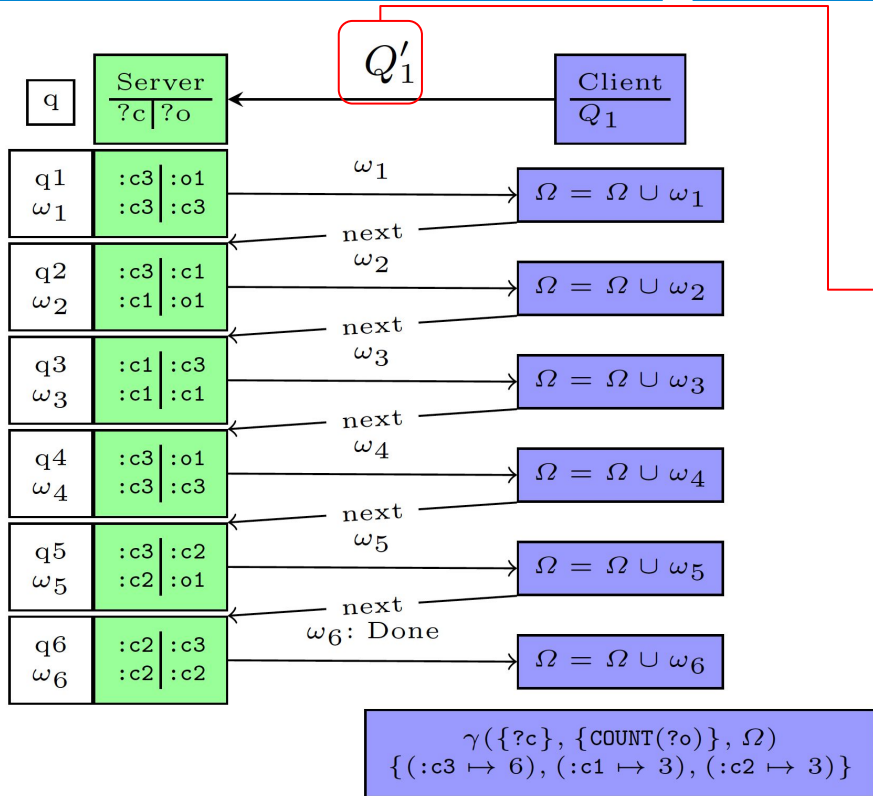 Q′₁
q
Server
?c|?o
Client
Q₁
q1
ω₁
:c3|:o1
:c3|:c3
ω₁
Ω = Ω ∪ ω₁
next
q2
ω₂
:c3|:c1
:c1|:o1
ω₂
Ω = Ω ∪ ω₂
next
q3
ω₃
:c1|:c3
:c1|:c1
ω₃
Ω = Ω ∪ ω₃
next
q4
ω₄
:c3|:o1
:c3|:c3
ω₄
Ω = Ω ∪ ω₄
next
q5
ω₅
:c3|:c2
:c2|:o1
ω₅
Ω = Ω ∪ ω₅
next
q6
ω₆
:c2|:c3
:c2|:c2
ω₆: Done
Ω = Ω ∪ ω₆
γ({?c}, {COUNT(?o)}, Ω)
{(:c3 ↦ 6), (:c1 ↦ 3), (:c2 ↦ 3)}